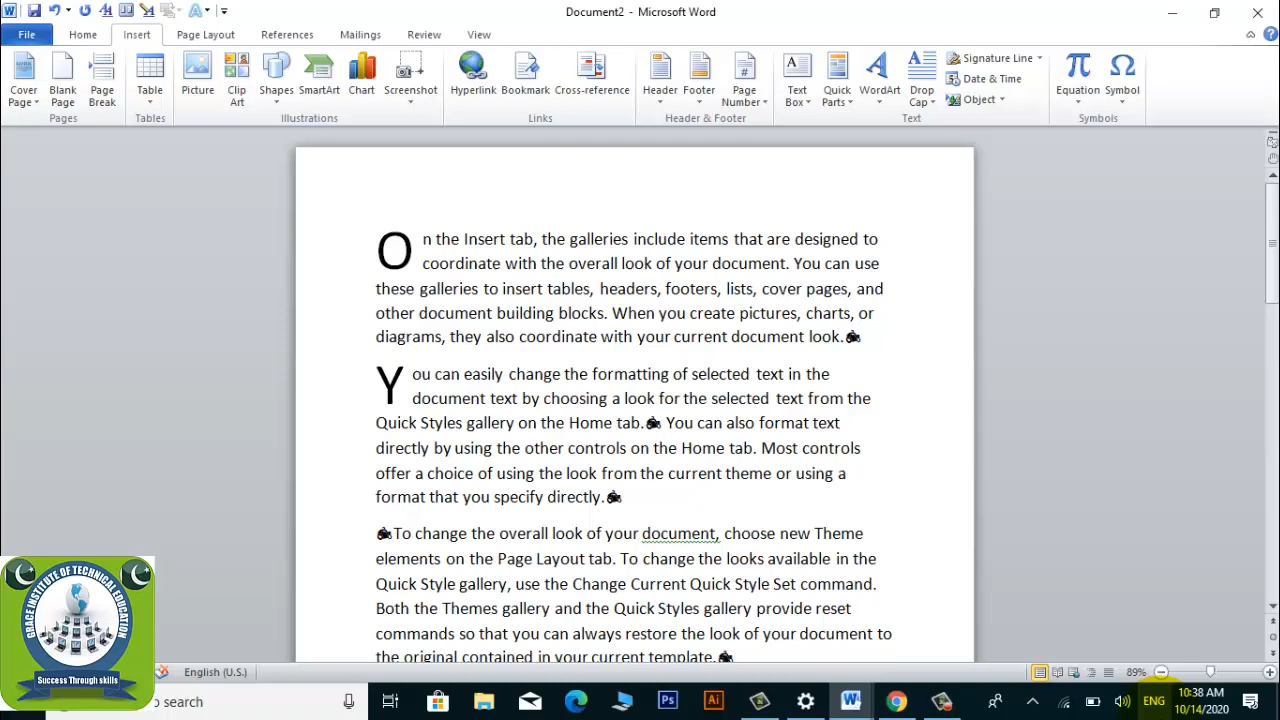 Document2 - Microsoft Word
File Home Insert Page Layout References Mailings Review View
Cover Page
Blank Page
Page Break
Table
Picture
Clip Art
Shapes
SmartArt
Chart
Screenshot
Hyperlink
Bookmark
Cross-reference
Header
Footer
Page Number
Text Box
Quick Parts
WordArt
Drop Cap
Signature Line
Date & Time
Object
Equation
Symbol
Pages Tables Illustrations Links Header & Footer Text Symbols
On the Insert tab, the galleries include items that are designed to
coordinate with the overall look of your document. You can use
these galleries to insert tables, headers, footers, lists, cover pages, and
other document building blocks. When you create pictures, charts, or
diagrams, they also coordinate with your current document look.
You can easily change the formatting of selected text in the
document text by choosing a look for the selected text from the
Quick Styles gallery on the Home tab. You can also format text
directly by using the other controls on the Home tab. Most controls
offer a choice of using the look from the current theme or using a
format that you specify directly.
To change the overall look of your document, choose new Theme
elements on the Page Layout tab. To change the looks available in the
Quick Style gallery, use the Change Current Quick Style Set command.
Both the Themes gallery and the Quick Styles gallery provide reset
commands so that you can always restore the look of your document to
the original contained in your current template.
GRACE INSTITUTE OF TECHNICAL EDUCATION
Success Through skills
English (U.S.) 89%
to search Ps Ai ENG 10:38 AM
10/14/2020